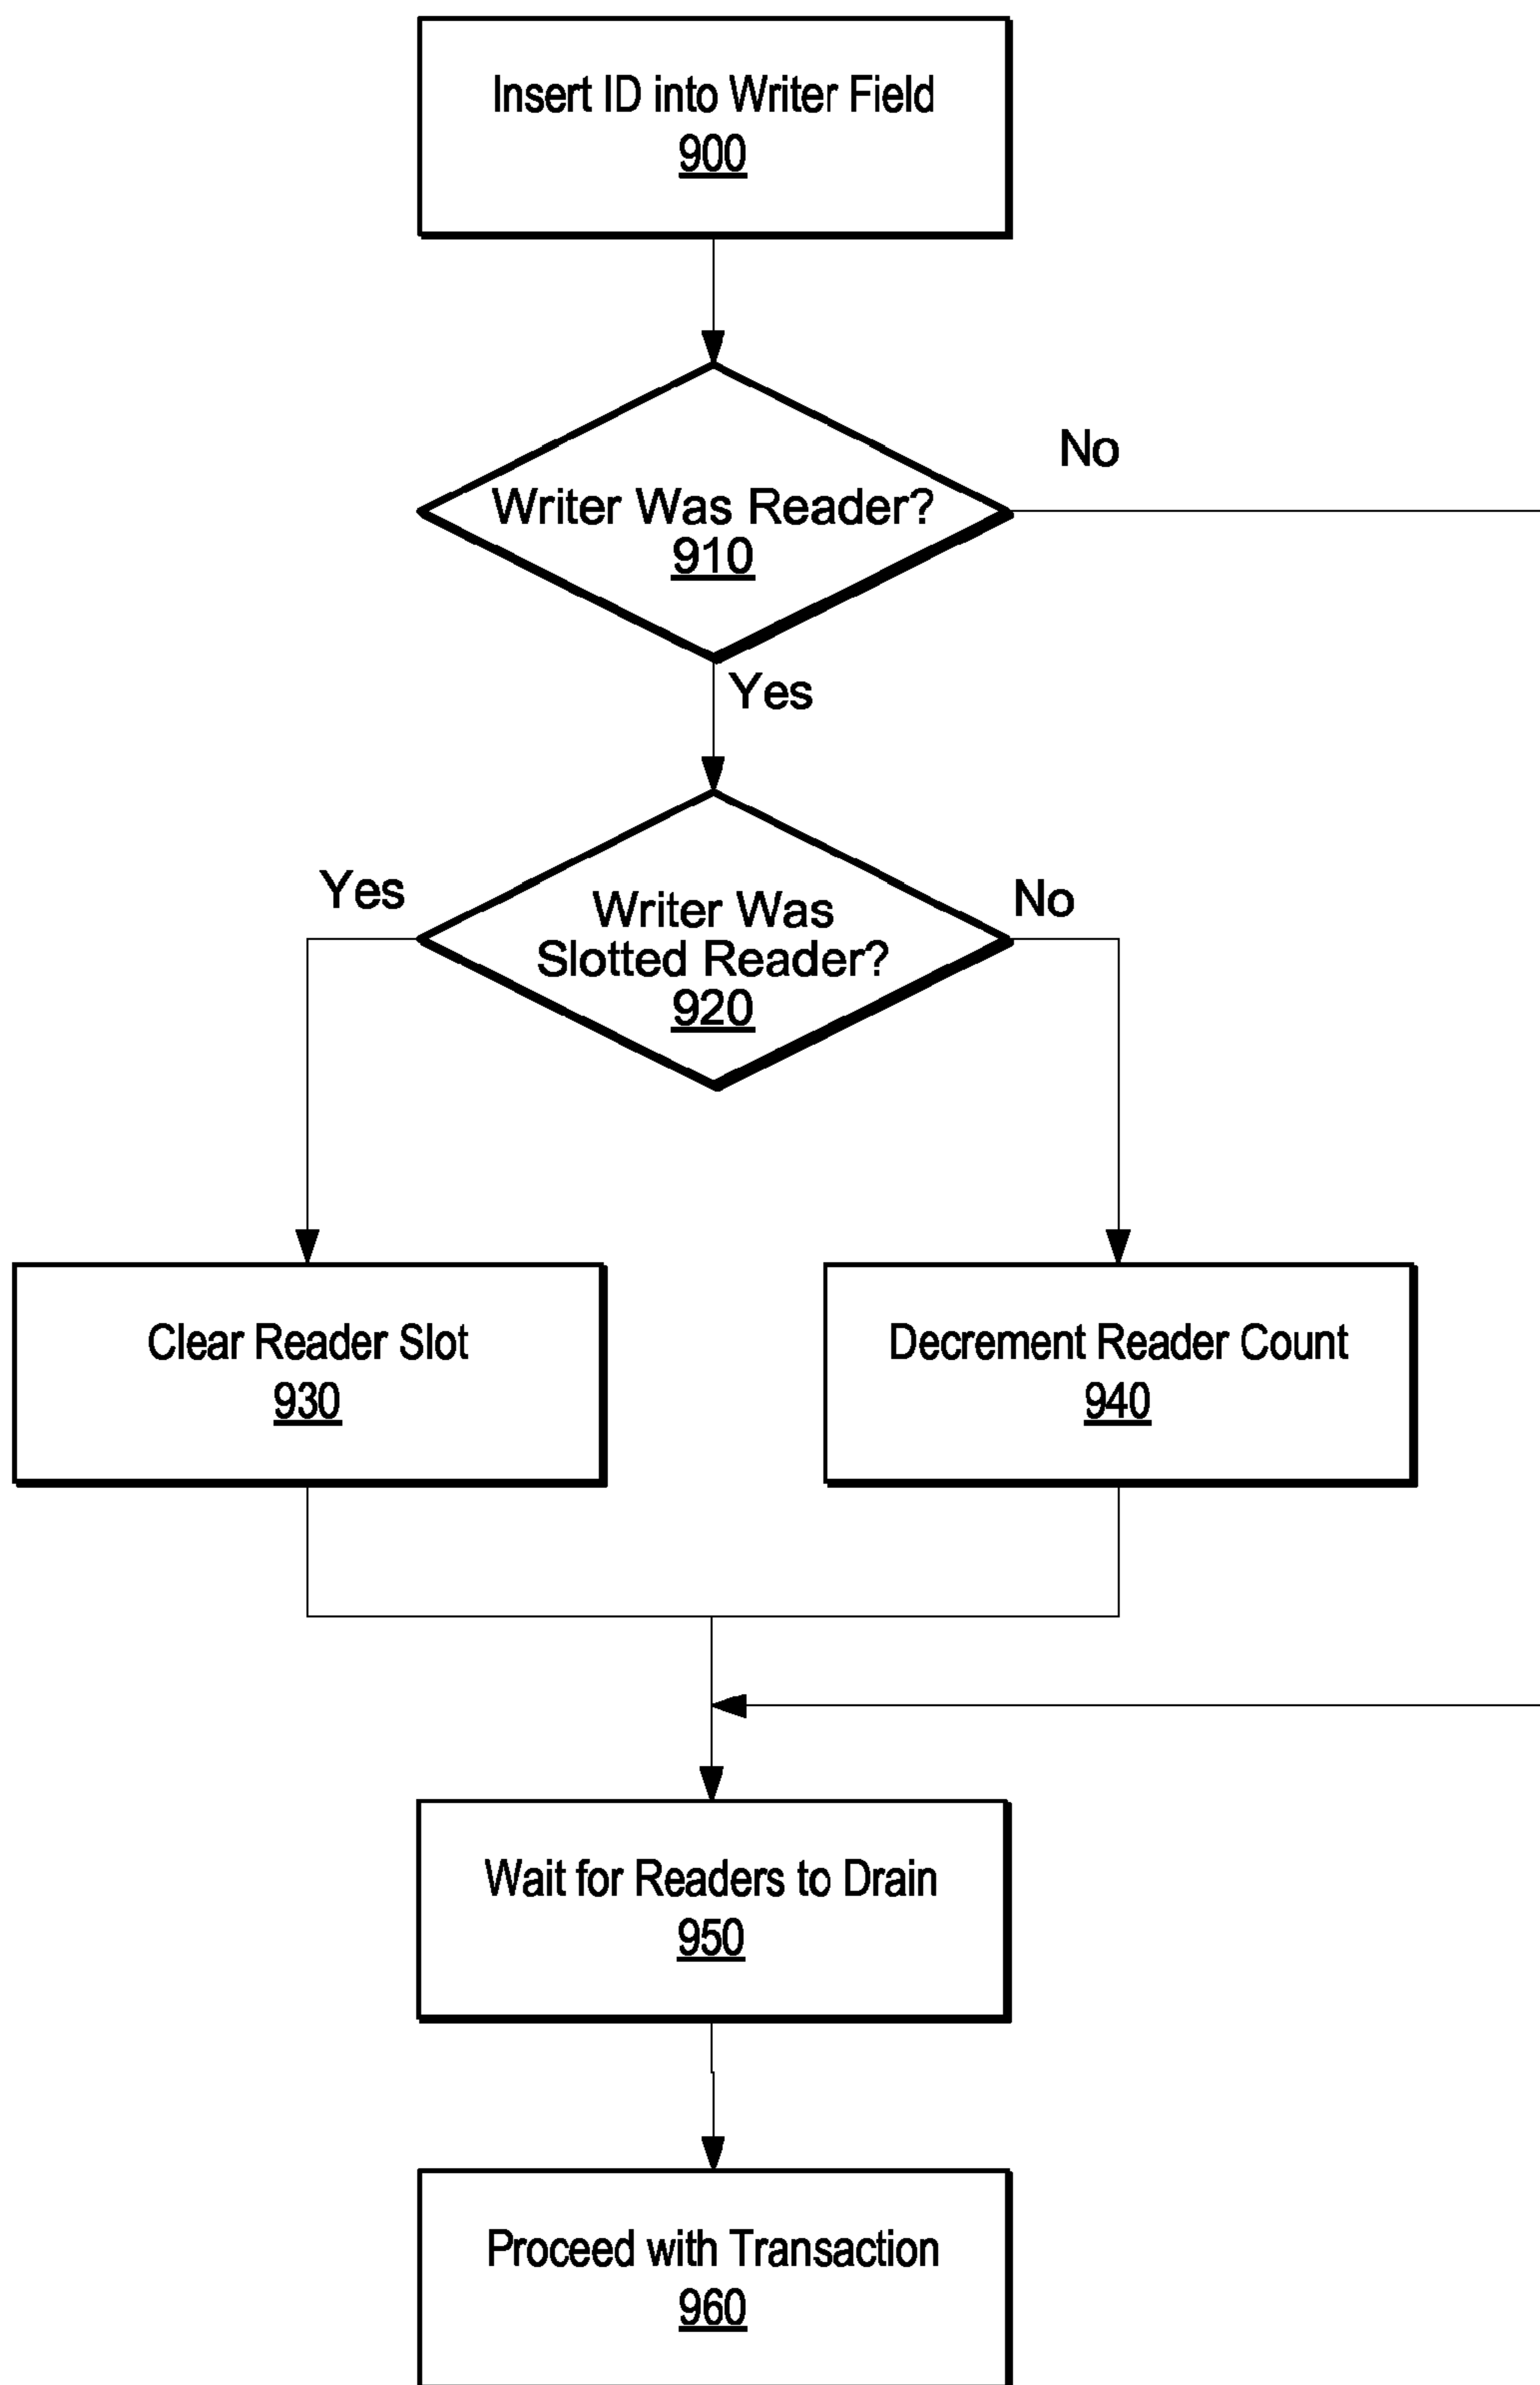 Insert ID into Writer Field
900
No
Writer Was Reader?
910
Yes
Yes
No
Writer Was
Slotted Reader?
920
Clear Reader Slot
930
Decrement Reader Count
940
Wait for Readers to Drain
950
Proceed with Transaction
960